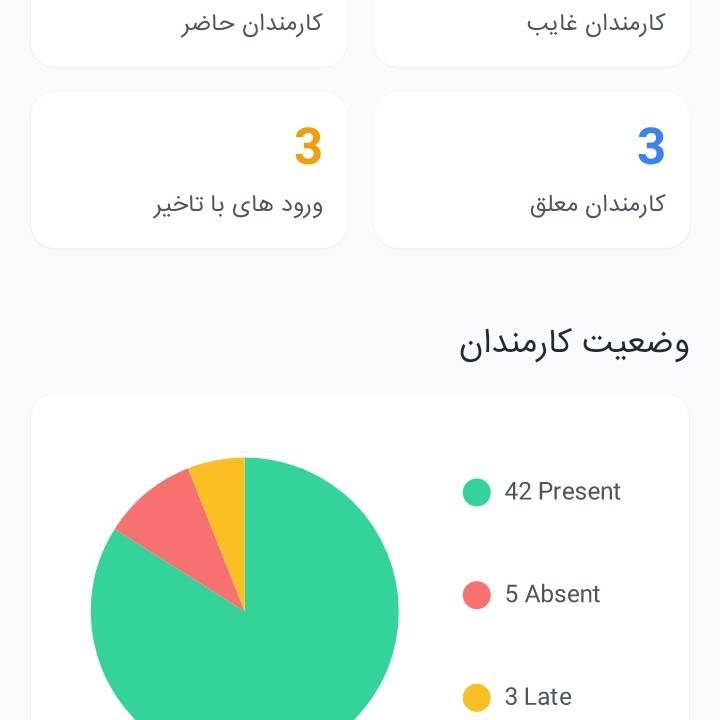 کارمندان غایب
کارمندان حاضر
3
کارمندان معلق
3
ورود های با تاخیر
وضعیت کارمندان
42 Present
5 Absent
3 Late